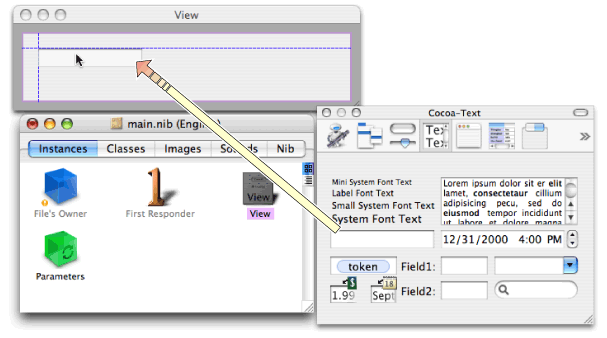 View
main.nib (Engli
Instances Classes Images Sounds Nib
File's Owner
First Responder
View
View
Parameters
Cocoa-Text
Text
Text
Mini System Font Text
Label Font Text
Small System Font Text
System Font Text
Lorem ipsum dolor sit er elit
lamet, consectetaur cillium
adipisicing pecu, sed do
eiusmod tempor incididunt
ut labore et dolore magna
12/31/2000 4:00 PM
token
Field1:
1.99
Sept
18
Field2: